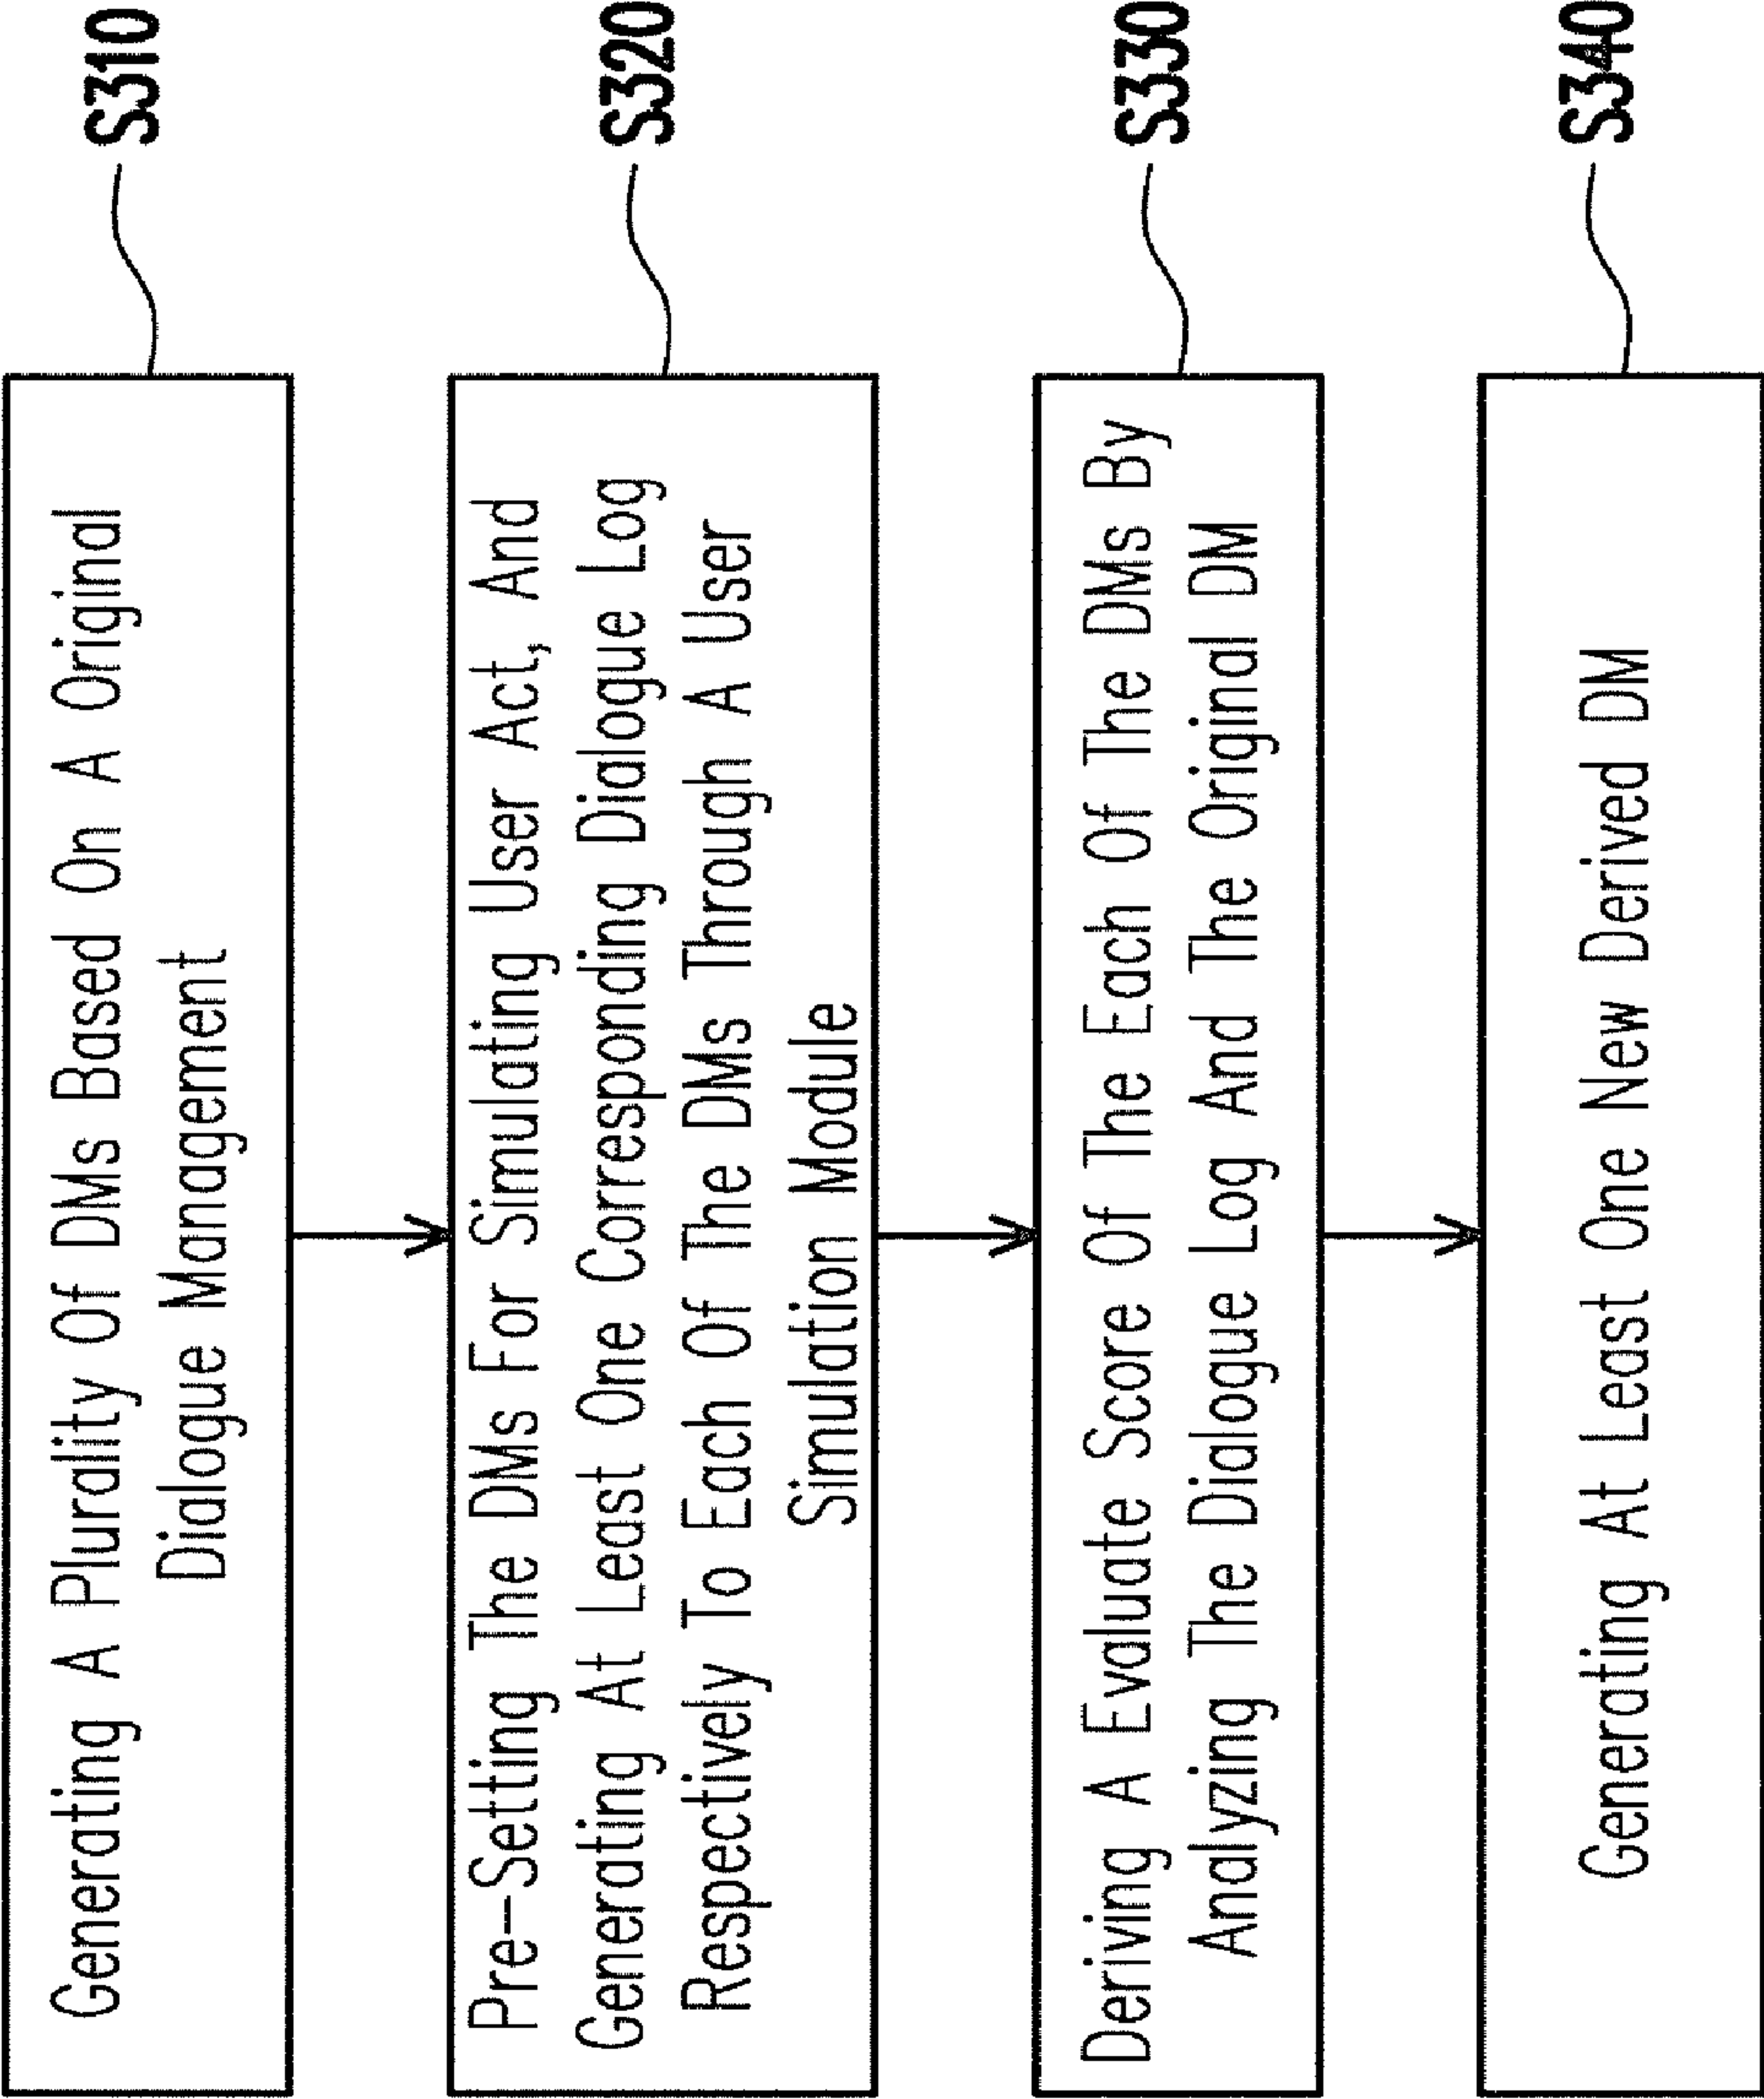 Generating A Plurality Of DMs Based On A Original
Dialogue Management
S310
Pre-Setting The DMs For Simulating User Act, And
Generating At Least One Corresponding Dialogue Log
Respectively To Each Of The DMs Through A User
Simulation Module
S320
Deriving A Evaluate Score Of The Each Of The DMs By
Analyzing The Dialogue Log And The Original DM
S330
Generating At Least One New Derived DM
S340